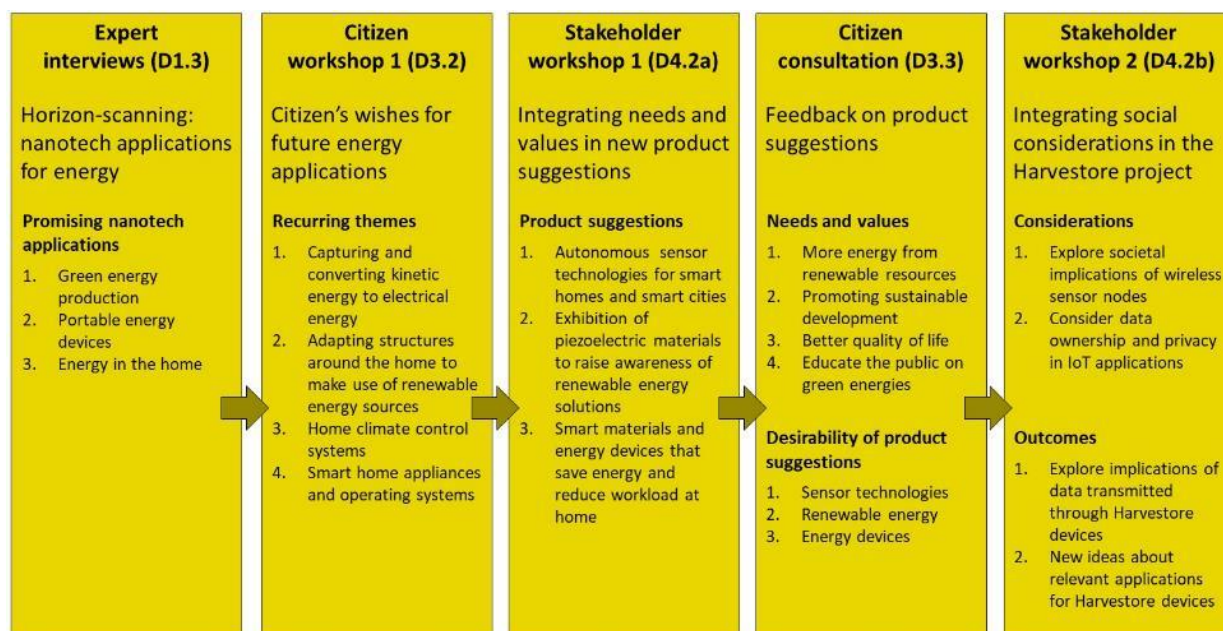 Expert
interviews (D1.3)
Horizon-scanning:
nanotech applications
for energy
Promising nanotech
applications
1. Green energy
production
2. Portable energy
devices
3. Energy in the home
Citizen
workshop 1 (D3.2)
Citizen's wishes for
future energy
applications
Recurring themes
1. Capturing and
converting kinetic
energy to electrical
energy
2. Adapting structures
around the home to
make use of renewable
energy sources
3. Home climate control
systems
4. Smart home appliances
and operating systems
Stakeholder
workshop 1 (D4.2a)
Integrating needs and
values in new product
suggestions
Product suggestions
1. Autonomous sensor
technologies for smart
homes and smart cities
2. Exhibition of
piezoelectric materials
to raise awareness of
renewable energy
solutions
3. Smart materials and
energy devices that
save energy and
reduce workload at
home
Citizen
consultation (D3.3)
Feedback on product
suggestions
Needs and values
1. More energy from
renewable resources
2. Promoting sustainable
development
3. Better quality of life
4. Educate the public on
green energies
Desirability of product
suggestions
1. Sensor technologies
2. Renewable energy
3. Energy devices
Stakeholder
workshop 2 (D4.2b)
Integrating social
considerations in the
Harvestore project
Considerations
1. Explore societal
implications of wireless
sensor nodes
2. Consider data
ownership and privacy
in IoT applications
Outcomes
1. Explore implications of
data transmitted
through Harvestore
devices
2. New ideas about
relevant applications
for Harvestore devices